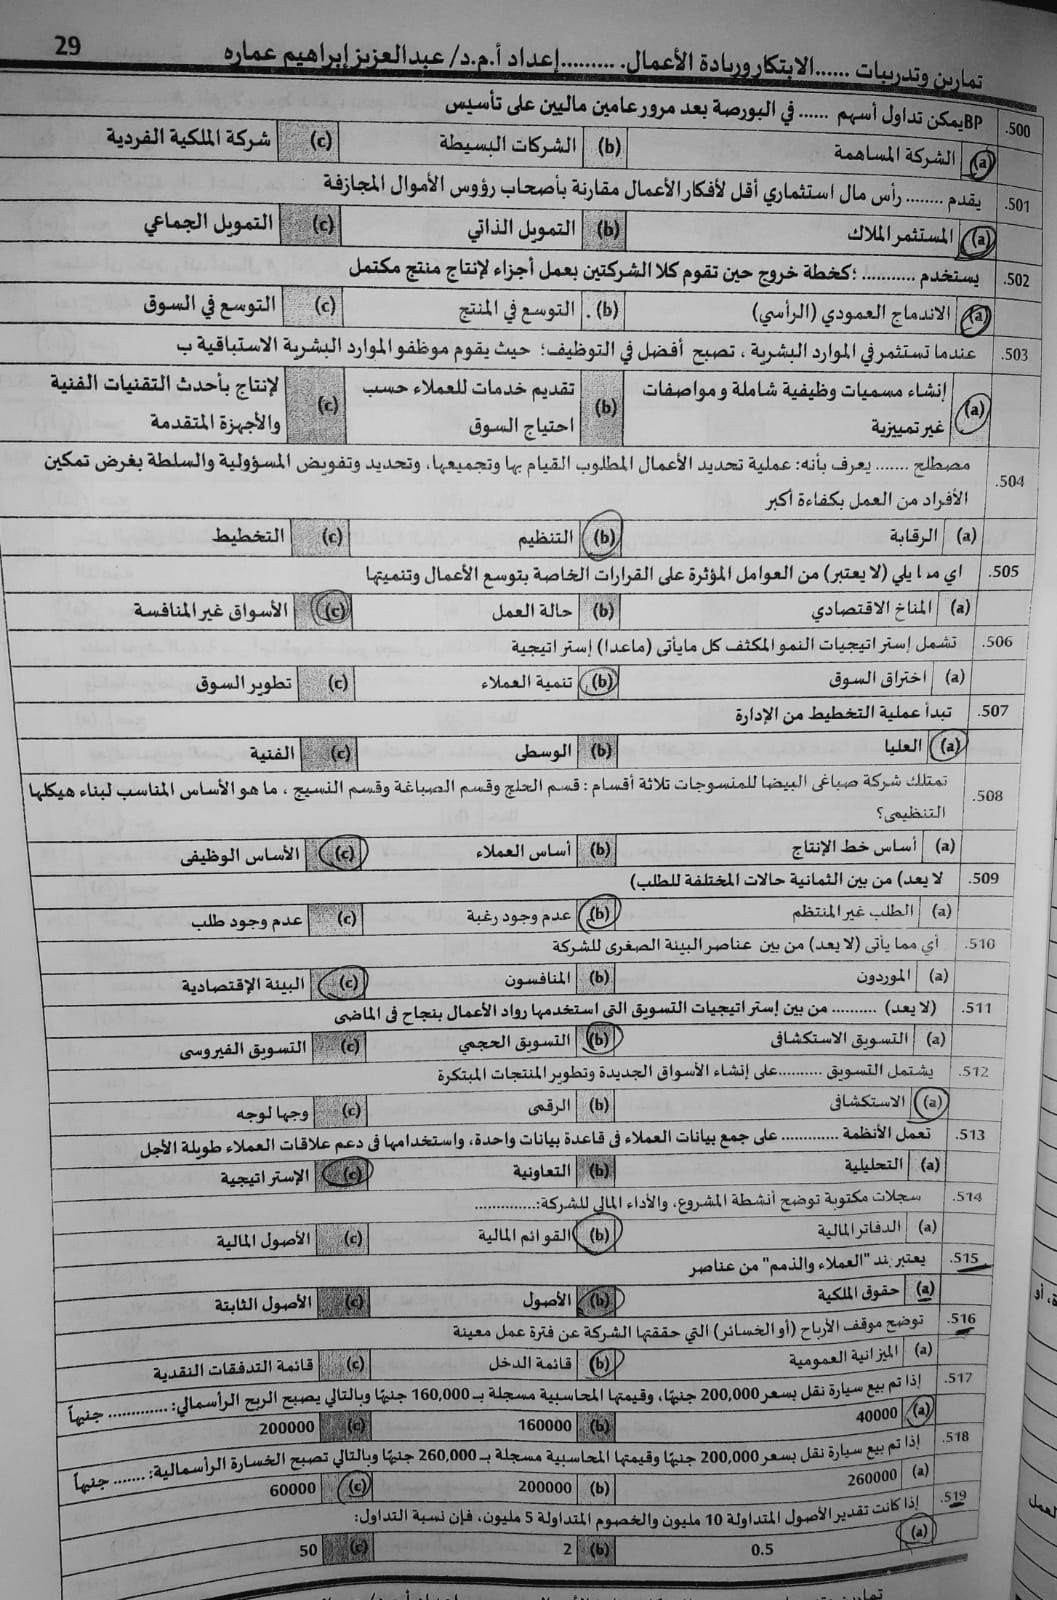 تمارين وتدريبات ......الابتكاروريادة الأعمال. ..........إعداد أ.م.د/ عبدالعزيز إبراهيم عماره 29
500. BPيمكن تداول أسهم ...... في البورصة بعد مرور عامين ماليين على تأسيس
(a) الشركة المساهمة (b) الشركات البسيطة (c) شركة الملكية الفردية
501. يقدم ........ رأس مال استثماري أقل لأفكار الأعمال مقارنة بأصحاب رؤوس الأموال المجازفة
(a) المستثمر الملاك (b) التمويل الذاتي (c) التمويل الجماعي
502. يستخدم ........... ؛كخطة خروج حين تقوم كلا الشركتين بعمل أجزاء لإنتاج منتج مكتمل
(a) الاندماج العمودي (الرأسي) (b). التوسع في المنتج (c) التوسع في السوق
503. عندما تستثمر في الموارد البشرية ، تصبح أفضل في التوظيف؛ حيث يقوم موظفو الموارد البشرية الاستباقية ب
(a) إنشاء مسميات وظيفية شاملة و مواصفات غير تمييزية (b) تقديم خدمات للعملاء حسب احتياج السوق (c) لإنتاج بأحدث التقنيات الفنية والأجهزة المتقدمة
504. مصطلح ....... يعرف بأنه: عملية تحديد الأعمال المطلوب القيام بها وتجميعها، وتحديد وتفويض المسؤولية والسلطة بغرض تمكين
الأفراد من العمل بكفاءة أكبر
(a) الرقابة (b) التنظيم (c) التخطيط
505. اي مما يلي (لا يعتبر) من العوامل المؤثرة على القرارات الخاصة بتوسع الأعمال وتنميتها
(a) المناخ الاقتصادي (b) حالة العمل (c) الأسواق غير المنافسة
506. تشمل إستراتيجيات النمو المكثف كل مايأتى (ماعدا) إستراتيجية
(a) اختراق السوق (b) تنمية العملاء (c) تطوير السوق
507. تبدأ عملية التخطيط من الإدارة
(a) العليا (b) الوسطى (c) الفنية
508. تمتلك شركة صباغى البيضا للمنسوجات ثلاثة أقسام : قسم الحلج وقسم الصباغة وقسم النسيج ، ما هو الأساس المناسب لبناء هيكلها
التنظيمى؟
(a) أساس خط الإنتاج (b) أساس العملاء (c) الأساس الوظيفى
509. لا يعد) من بين الثمانية حالات المختلفة للطلب)
(a) الطلب غير المنتظم (b) عدم وجود رغبة (c) عدم وجود طلب
510. أي مما يأتى (لا يعد) من بين عناصر البيئة الصغرى للشركة
(a) الموردون (b) المنافسون (c) البيئة الإقتصادية
511. (لا يعد) .......... من بين إستراتيجيات التسويق التى استخدمها رواد الأعمال بنجاح فى الماضى
(a) التسويق الاستكشافى (b) التسويق الحجمي (c) التسويق الفيروسى
512. يشتمل التسويق ..........على إنشاء الأسواق الجديدة وتطوير المنتجات المبتكرة
(a) الاستكشافى (b) الرقمى (c) وجها لوجه
513. تعمل الأنظمة ............. على جمع بيانات العملاء فى قاعدة بيانات واحدة، واستخدامها فى دعم علاقات العملاء طويلة الأجل
(a) التحليلية (b) التعاونية (c) الإستراتيجية
514. سجلات مكتوبة توضح أنشطة المشروع، والأداء المالي للشركة:..............
(a) الدفاتر المالية (b) القوائم المالية (c) الأصول المالية
515. يعتبر بند "العملاء والذمم" من عناصر
(a) حقوق الملكية (b) الأصول (c) الأصول الثابتة
516. توضح موقف الأرباح (أو الخسائر) التي حققتها الشركة عن فترة عمل معينة
(a) الميزانية العمومية (b) قائمة الدخل (c) قائمة التدفقات النقدية
517. إذا تم بيع سيارة نقل بسعر 200,000 جنيهًا، وقيمتها المحاسبية مسجلة بـ 160,000 جنيهًا وبالتالي يصبح الربح الرأسمالي: ............. جنيهاً
(a) 40000 (b) 160000 (c) 200000
518. إذا تم بيع سيارة نقل بسعر 200,000 جنيهًا وقيمتها المحاسبية مسجلة بـ 260,000 جنيهًا وبالتالي تصبح الخسارة الرأسمالية: ....... جنيهاً
(a) 260000 (b) 200000 (c) 60000
519. إذا كانت تقدير الأصول المتداولة 10 مليون والخصوم المتداولة 5 مليون، فإن نسبة التداول:
(a) 0.5 (b) 2 (c) 50